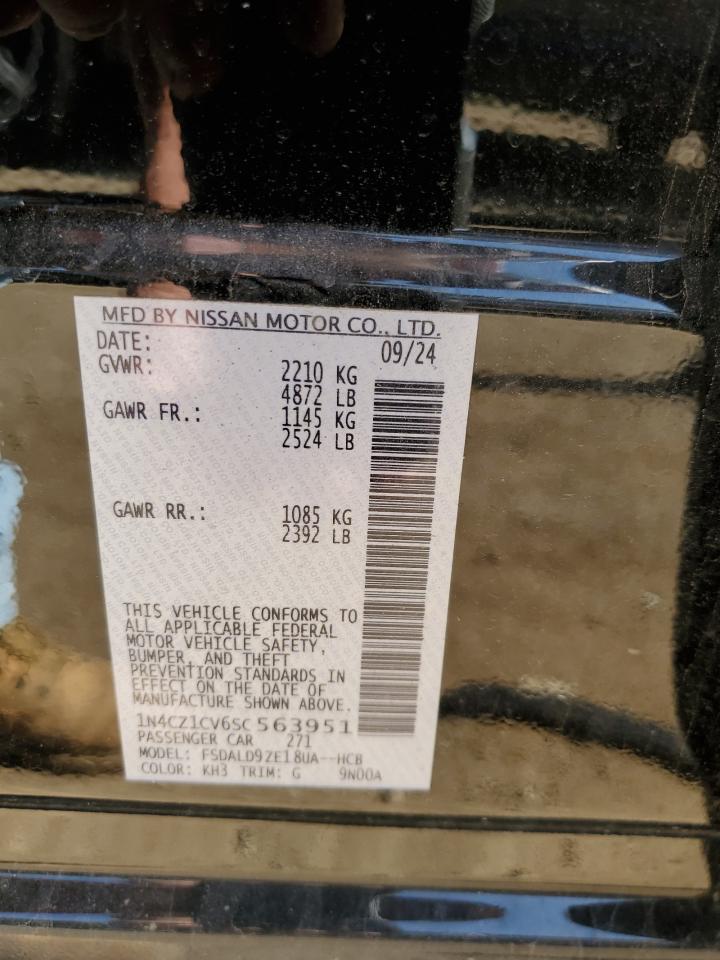 MFD BY NISSAN MOTOR CO., LTD.
DATE: 09/24
GVWR: 2210 KG
4872 LB
GAWR FR.: 1145 KG
2524 LB
GAWR RR.: 1085 KG
2392 LB
THIS VEHICLE CONFORMS TO
ALL APPLICABLE FEDERAL
MOTOR VEHICLE SAFETY,
BUMPER, AND THEFT
PREVENTION STANDARDS IN
EFFECT ON THE DATE OF
MANUFACTURE SHOWN ABOVE.
1N4CZ1CV6SC563951
PASSENGER CAR 271
MODEL: FSDALD9ZE18UA--HCB
COLOR: KH3 TRIM: G 9N00A